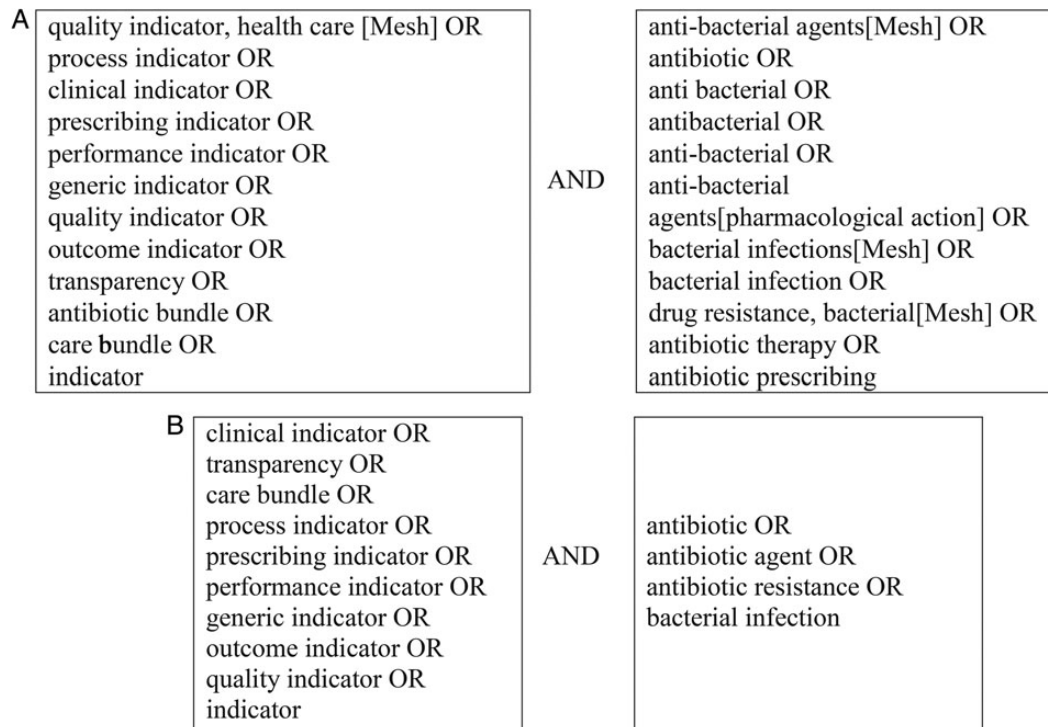 A
quality indicator, health care [Mesh] OR
process indicator OR
clinical indicator OR
prescribing indicator OR
performance indicator OR
generic indicator OR
quality indicator OR
outcome indicator OR
transparency OR
antibiotic bundle OR
care bundle OR
indicator
AND
anti-bacterial agents[Mesh] OR
antibiotic OR
anti bacterial OR
antibacterial OR
anti-bacterial OR
anti-bacterial
agents[pharmacological action] OR
bacterial infections[Mesh] OR
bacterial infection OR
drug resistance, bacterial[Mesh] OR
antibiotic therapy OR
antibiotic prescribing
B
clinical indicator OR
transparency OR
care bundle OR
process indicator OR
prescribing indicator OR
performance indicator OR
generic indicator OR
outcome indicator OR
quality indicator OR
indicator
AND
antibiotic OR
antibiotic agent OR
antibiotic resistance OR
bacterial infection